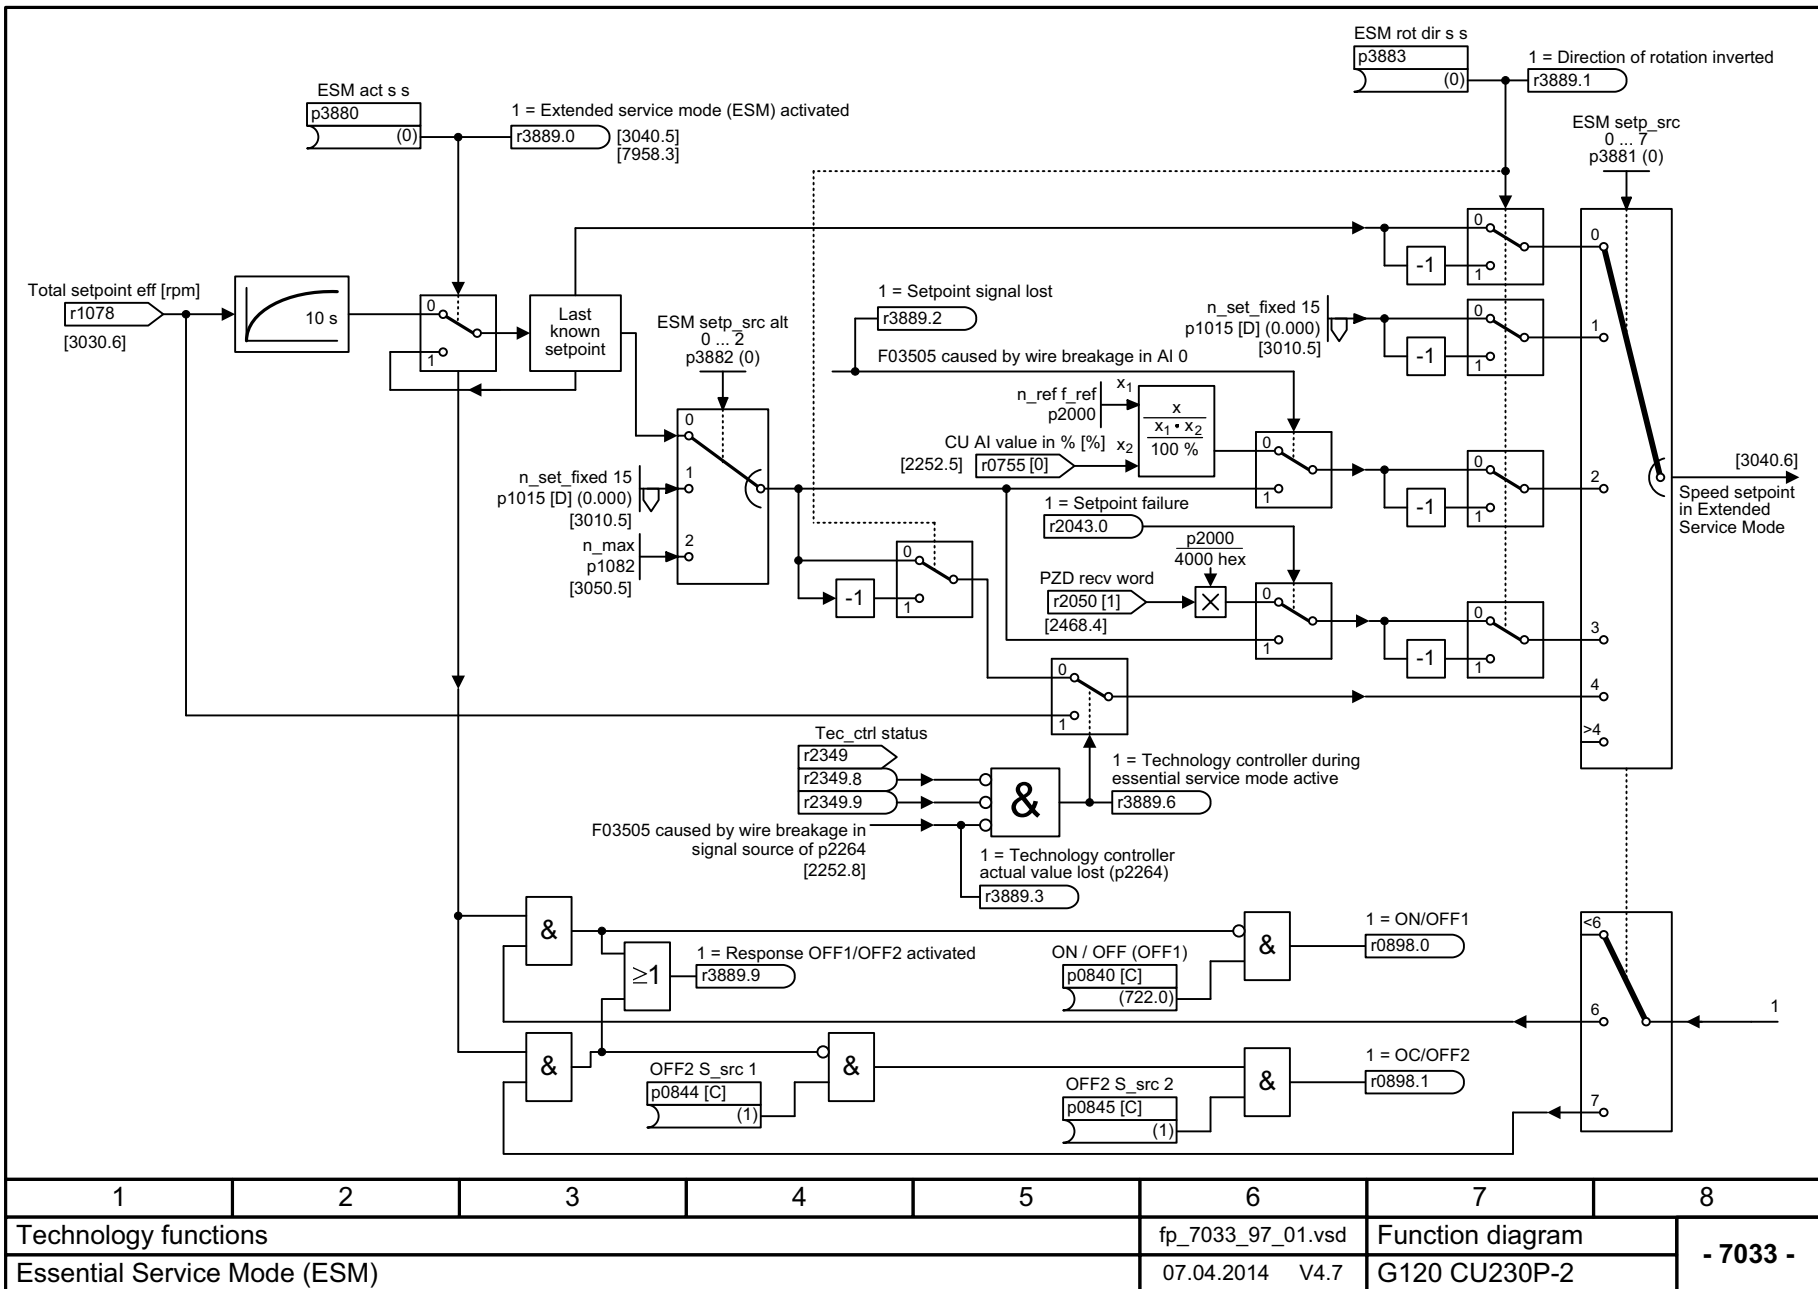 ESM rot dir s s
p3883
(0)
1 = Direction of rotation inverted
r3889.1
ESM act s s
p3880
(0)
1 = Extended service mode (ESM) activated
r3889.0
[3040.5]
[7958.3]
ESM setp_src
0 ... 7
p3881 (0)
Total setpoint eff [rpm]
r1078
[3030.6]
10 s
0
1
Last
known
setpoint
ESM setp_src alt
0 ... 2
p3882 (0)
0
1
2
n_set_fixed 15
p1015 [D] (0.000)
[3010.5]
n_max
p1082
[3050.5]
1 = Setpoint signal lost
r3889.2
F03505 caused by wire breakage in AI 0
n_ref f_ref
p2000
x1
CU AI value in % [%]
x2
[2252.5]
r0755 [0]
x
x1 • x2
100 %
0
1
n_set_fixed 15
p1015 [D] (0.000)
[3010.5]
-1
0
1
-1
0
1
-1
0
1
-1
0
1
0
1
2
3
4
>4
[3040.6]
Speed setpoint
in Extended
Service Mode
1 = Setpoint failure
r2043.0
p2000
4000 hex
PZD recv word
r2050 [1]
[2468.4]
0
1
-1
0
1
0
1
Tec_ctrl status
r2349
r2349.8
r2349.9
F03505 caused by wire breakage in
signal source of p2264
[2252.8]
&
1 = Technology controller during
essential service mode active
r3889.6
1 = Technology controller
actual value lost (p2264)
r3889.3
&
≥1
1 = Response OFF1/OFF2 activated
r3889.9
ON / OFF (OFF1)
p0840 [C]
(722.0)
&
1 = ON/OFF1
r0898.0
<6
6
7
1
&
OFF2 S_src 1
p0844 [C]
(1)
&
OFF2 S_src 2
p0845 [C]
(1)
&
1 = OC/OFF2
r0898.1
1 2 3 4 5 6 7 8
Technology functions
fp_7033_97_01.vsd
Function diagram
- 7033 -
Essential Service Mode (ESM)
07.04.2014 V4.7
G120 CU230P-2